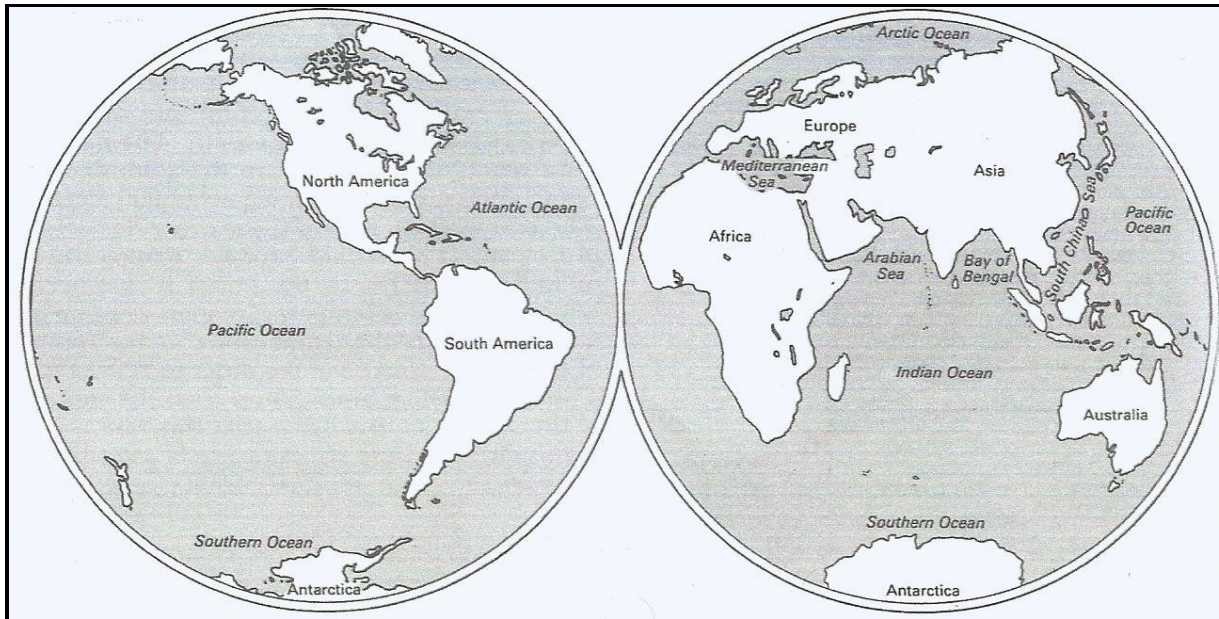 North America
Atlantic Ocean
Pacific Ocean
South America
Southern Ocean
Antarctica
Arctic Ocean
Europe
Mediterranean
Sea
Asia
Africa
Arabian
Sea
Bay of
Bengal
South China Sea
Pacific
Ocean
Indian Ocean
Australia
Southern Ocean
Antarctica